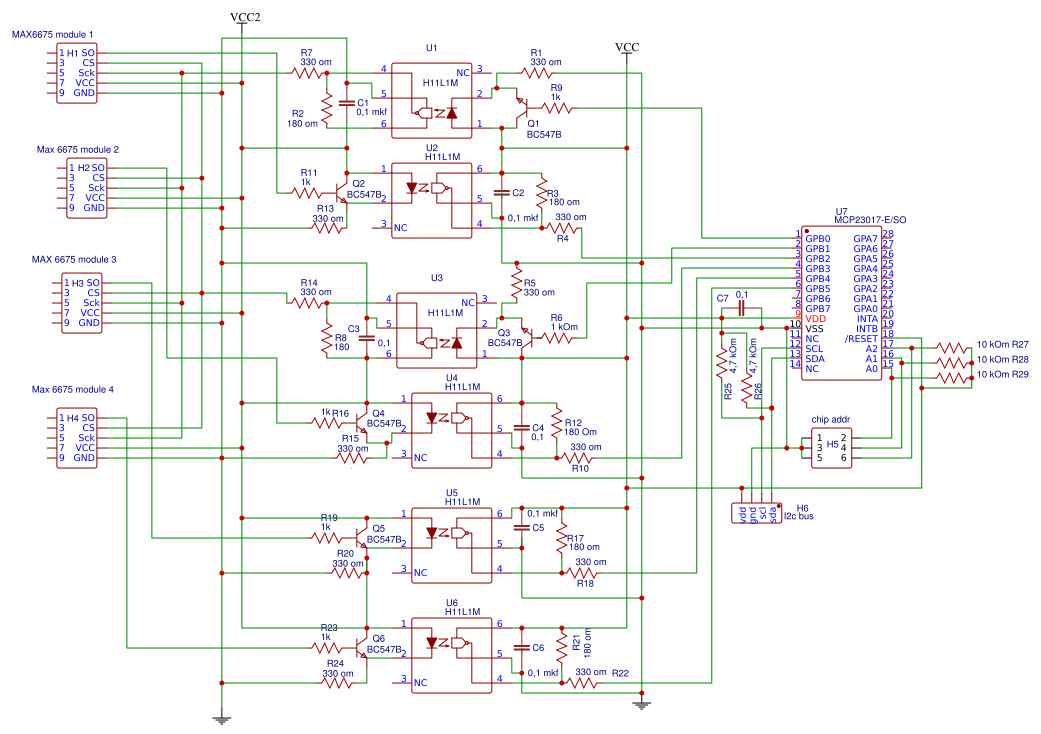 VCC2
VCC
MAX6675 module 1
1 H1 SO
3 CS
5 Sck
7 VCC
9 GND
Max 6675 module 2
1 H2 SO
3 CS
5 Sck
7 VCC
9 GND
MAX 6675 module 3
1 H3 SO
3 CS
5 Sck
7 VCC
9 GND
Max 6675 module 4
1 H4 SO
3 CS
5 Sck
7 VCC
9 GND
R7
330 om
R2
180 om
C1
0,1 mkf
U1
H11L1M
4 NC 3
5 2
6 1
R1
330 om
R9
1k
Q1
BC547B
U2
H11L1M
1 6
2 5
3 NC 4
R11
1k
Q2
BC547B
R13
330 om
C2
0,1 mkf
R3
180 om
330 om
R4
R14
330 om
R8
180
C3
0,1
U3
H11L1M
4 NC 3
5 2
6 1
R5
330 om
Q3
BC547B
R6
1 kOm
U4
H11L1M
1 6
2 5
3 NC 4
1k R16
Q4
BC547B
R15
330 om
C4
0,1
R12
180 Om
330 om
R10
U5
H11L1M
1 6
2 5
3 NC 4
R19
1k
Q5
BC547B
R20
330 om
0,1 mkf
C5
R17
180 om
330 om
R18
U6
H11L1M
1 6
2 5
3 NC 4
R23
1k
Q6
BC547B
R24
330 om
C6
0,1 mkf
R21
180 om
330 om R22
U7
MCP23017-E/SO
1 GPB0 GPA7 28
2 GPB1 GPA6 27
3 GPB2 GPA5 26
4 GPB3 GPA4 25
5 GPB4 GPA3 24
6 GPB5 GPA2 23
7 GPB6 GPA1 22
8 GPB7 GPA0 21
9 VDD INTA 20
10 VSS INTB 19
11 NC /RESET 18
12 SCL A2 17
13 SDA A1 16
14 NC A0 15
C7 0,1
R25
4,7 kOm
R26
4,7 kOm
10 kOm R27
10 kOm R28
10 kOm R29
chip addr
1 2
3 H5 4
5 6
H6
I2c bus
vdd
gnd
scl
sda